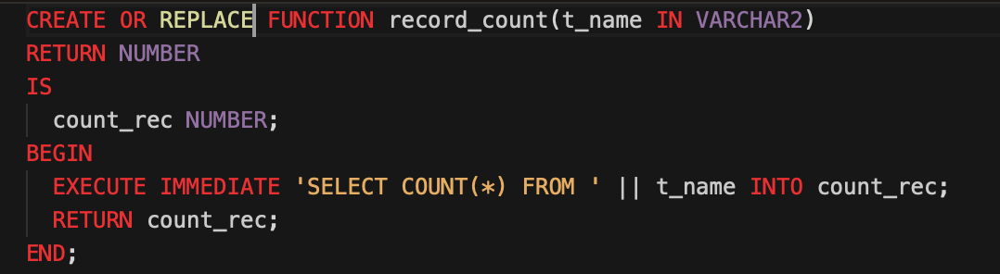 CREATE OR REPLACE FUNCTION record_count(t_name IN VARCHAR2)
RETURN NUMBER
IS
  count_rec NUMBER;
BEGIN
  EXECUTE IMMEDIATE 'SELECT COUNT(*) FROM ' || t_name INTO count_rec;
  RETURN count_rec;
END;